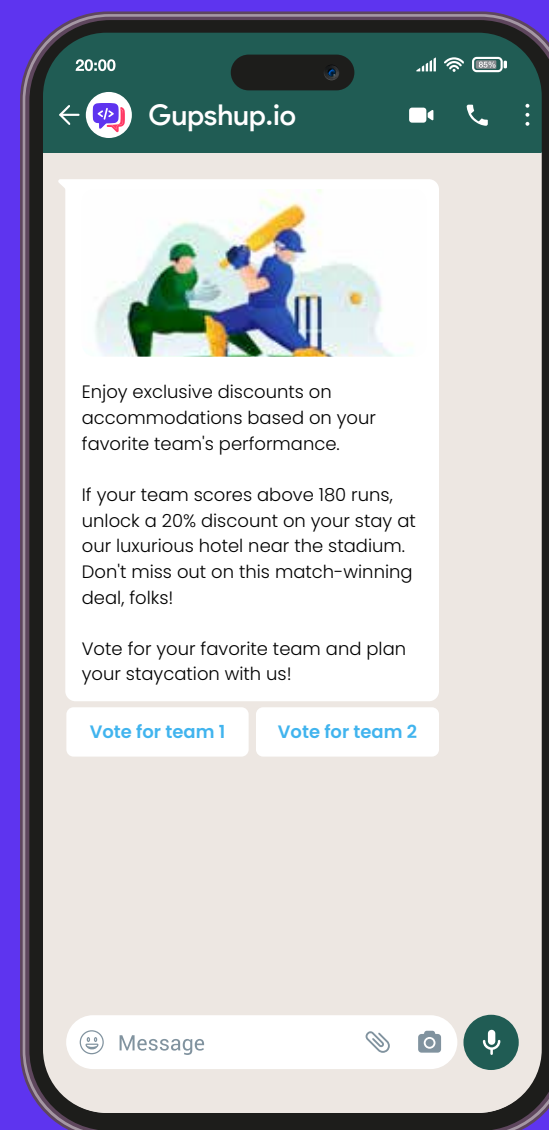 20:00
85%
</>
Gupshup.io
Enjoy exclusive discounts on
accommodations based on your
favorite team's performance.
If your team scores above 180 runs,
unlock a 20% discount on your stay at
our luxurious hotel near the stadium.
Don't miss out on this match-winning
deal, folks!
Vote for your favorite team and plan
your staycation with us!
Vote for team 1
Vote for team 2
Message